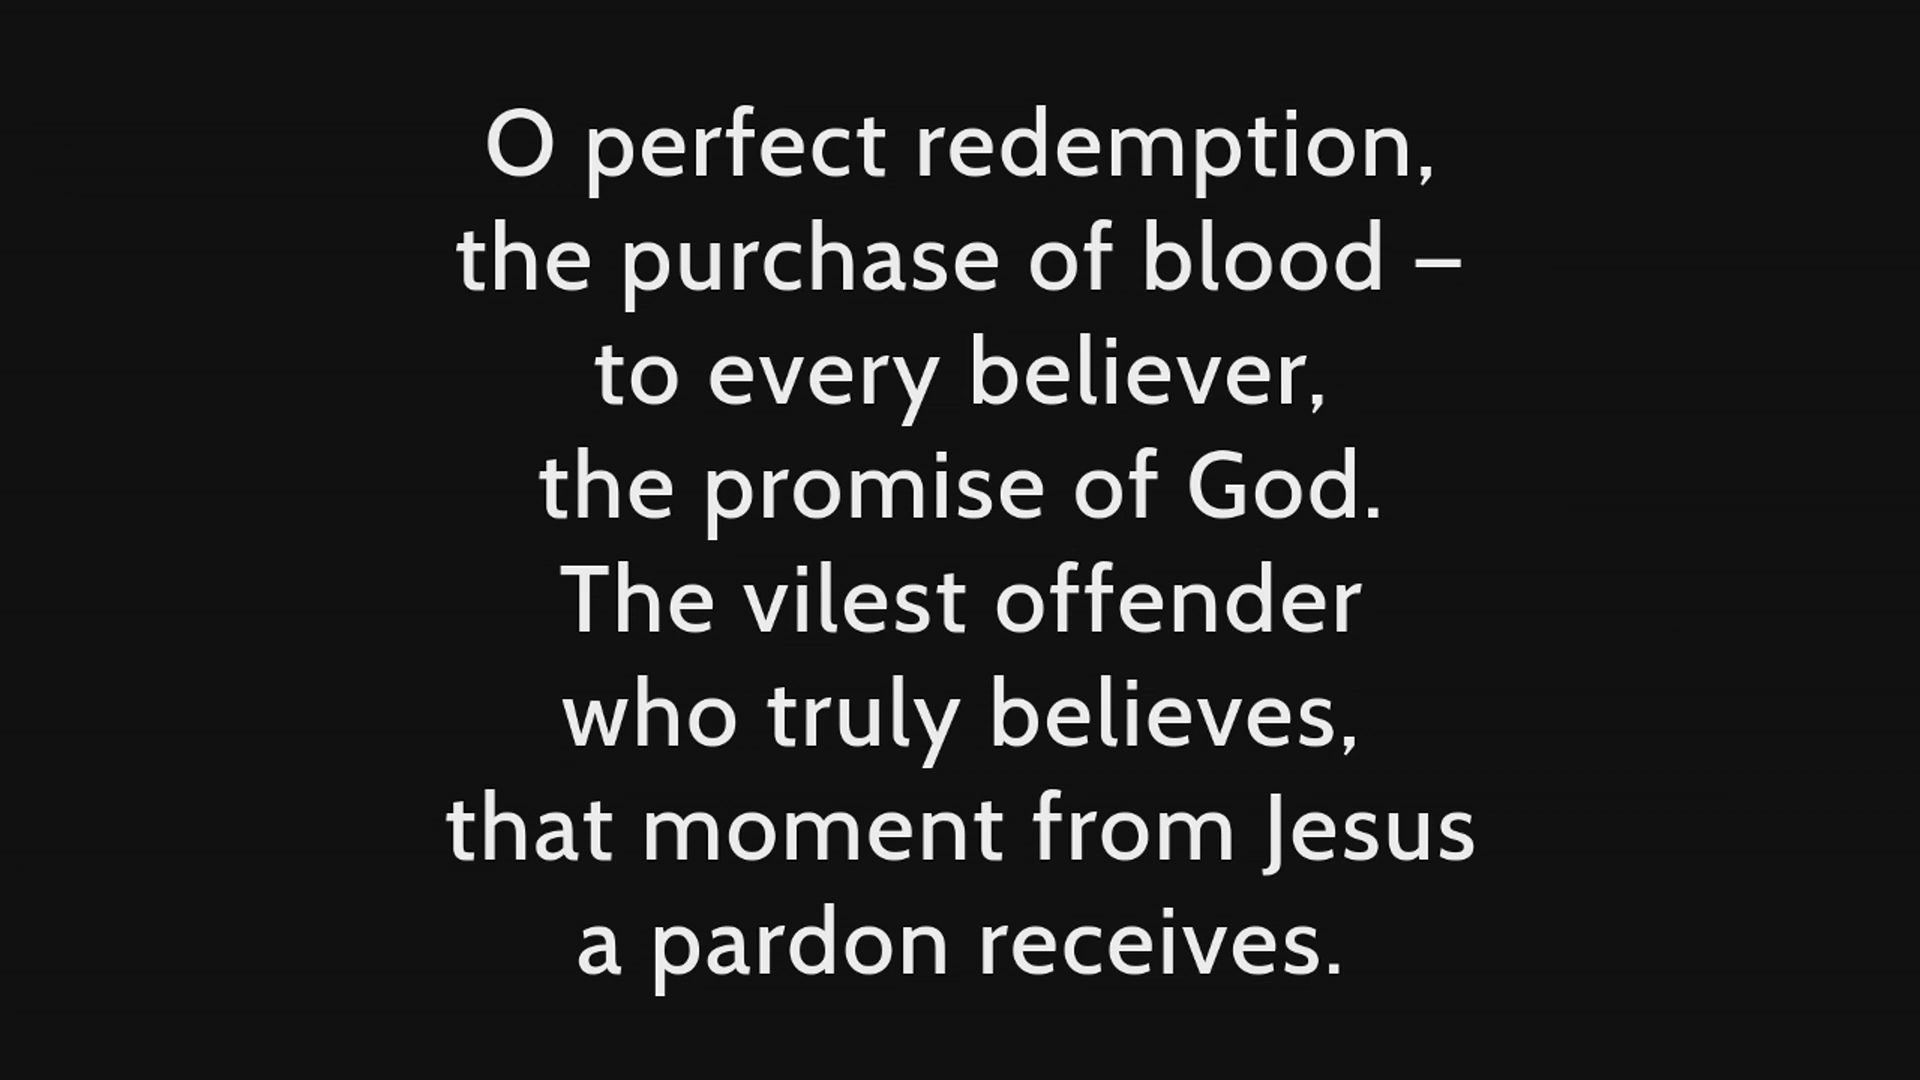 O perfect redemption,
the purchase of blood –
to every believer,
the promise of God.
The vilest offender
who truly believes,
that moment from Jesus
a pardon receives.